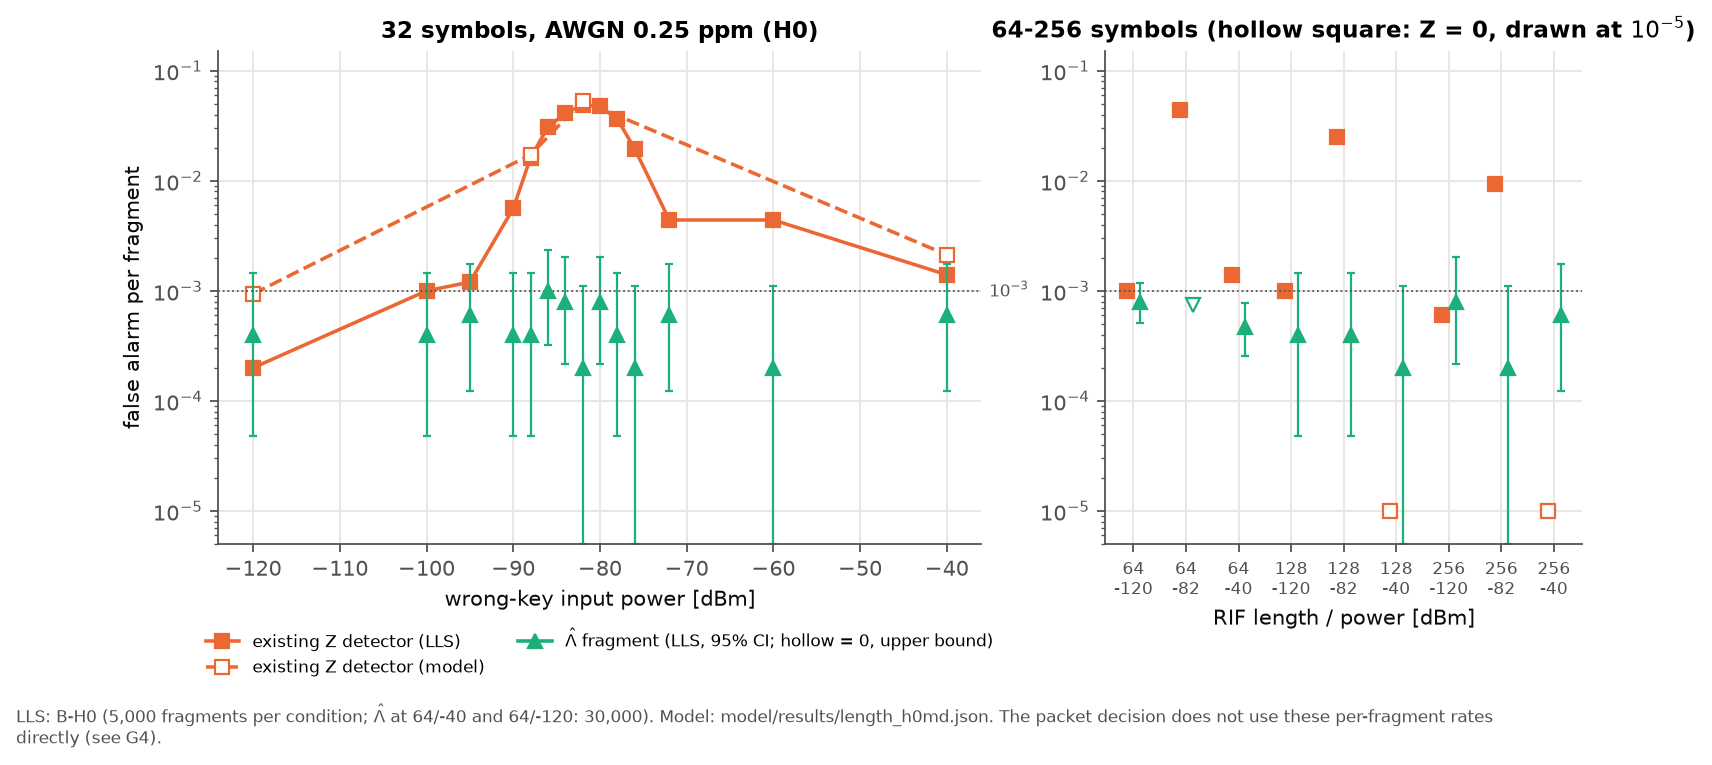 32 symbols, AWGN 0.25 ppm (H0)
64-256 symbols (hollow square: Z = 0, drawn at 10⁻⁵)
false alarm per fragment
10⁻¹
10⁻²
10⁻³
10⁻⁴
10⁻⁵
−120 −110 −100 −90 −80 −70 −60 −50 −40
wrong-key input power [dBm]
10⁻³
10⁻¹
10⁻²
10⁻³
10⁻⁴
10⁻⁵
64 64 64 128 128 128 256 256 256
-120 -82 -40 -120 -82 -40 -120 -82 -40
RIF length / power [dBm]
existing Z detector (LLS)
existing Z detector (model)
Λ̂ fragment (LLS, 95% CI; hollow = 0, upper bound)
LLS: B-H0 (5,000 fragments per condition; Λ̂ at 64/-40 and 64/-120: 30,000). Model: model/results/length_h0md.json. The packet decision does not use these per-fragment rates
directly (see G4).